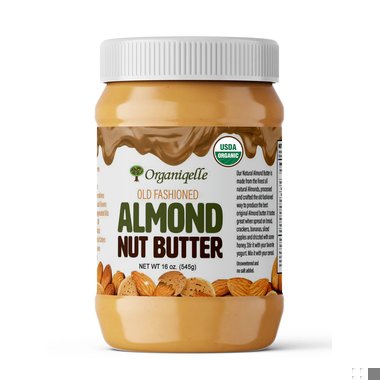 USDA
ORGANIC
Organiqelle
OLD FASHIONED
ALMOND
NUT BUTTER
NET WT 16 oz. (545g)
Our Natural Almond Butter is
made from the finest all
natural Almonds, processed
and crafted the old fashioned
way to produce the best
original Almond butter. It tastes
great when spread on bread,
crackers, bananas, sliced
apples and drizzled with some
honey. Stir it with your favorite
yogurt. Mix it with your cereal.
Unsweetened and
no salt added.